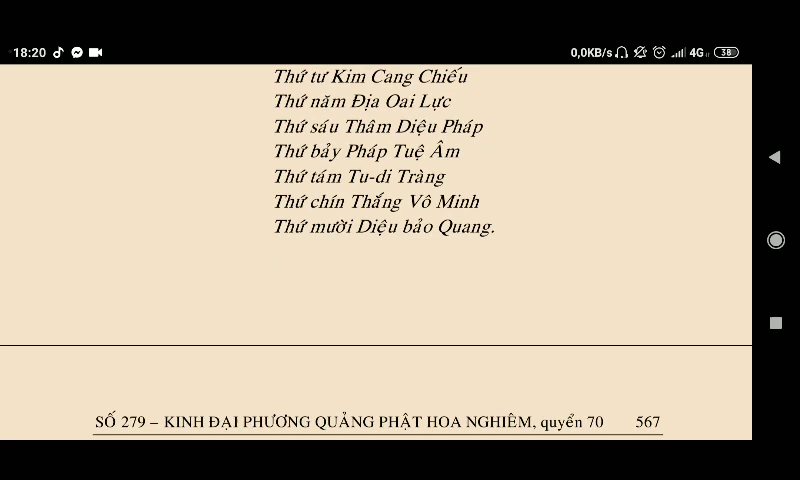 18:20 0,0KB/s 4G 38
Thứ tư Kim Cang Chiếu
Thứ năm Địa Oai Lực
Thứ sáu Thâm Diệu Pháp
Thứ bảy Pháp Tuệ Âm
Thứ tám Tu-di Tràng
Thứ chín Thắng Vô Minh
Thứ mười Diệu bảo Quang.
SỐ 279 – KINH ĐẠI PHƯƠNG QUẢNG PHẬT HOA NGHIÊM, quyển 70 567